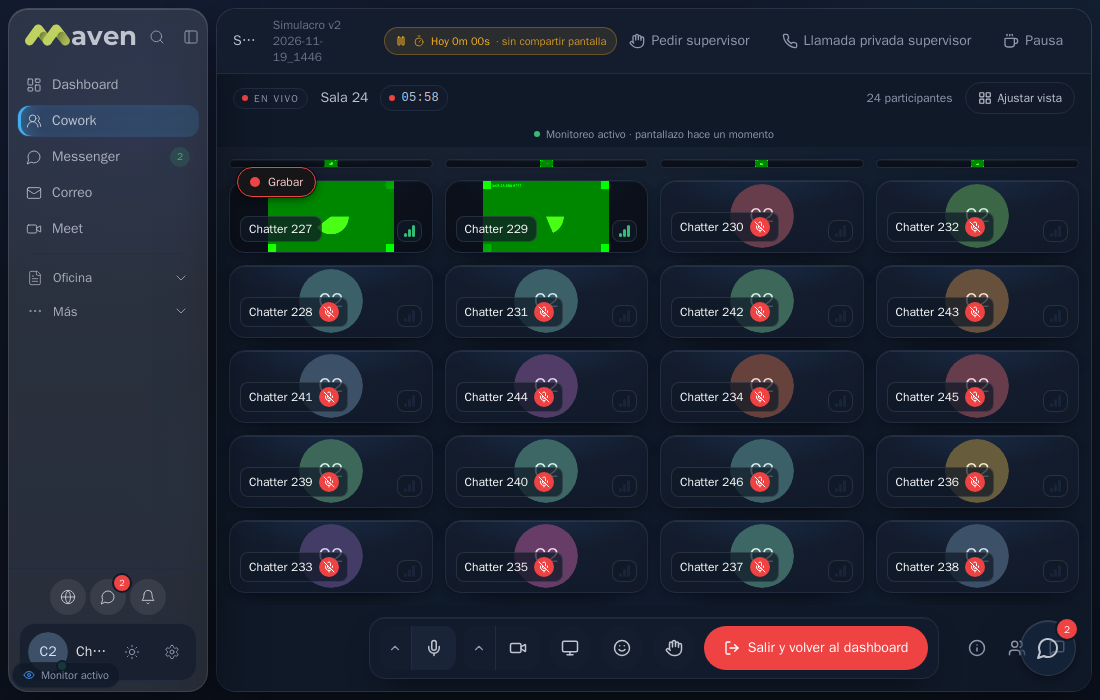 Maven
S···
Simulacro v2
2026-11-
19_1446
Hoy 0m 00s · sin compartir pantalla
Pedir supervisor
Llamada privada supervisor
Pausa
Dashboard
Cowork
Messenger
2
Correo
Meet
Oficina
Más
EN VIVO
Sala 24
05:58
24 participantes
Ajustar vista
Monitoreo activo · pantallazo hace un momento
Grabar
Chatter 227
Chatter 229
Chatter 230
Chatter 232
Chatter 228
Chatter 231
Chatter 242
Chatter 243
Chatter 241
Chatter 244
Chatter 234
Chatter 245
Chatter 239
Chatter 240
Chatter 246
Chatter 236
Chatter 233
Chatter 235
Chatter 237
Chatter 238
2
C2
Ch···
Monitor activo
Salir y volver al dashboard
2